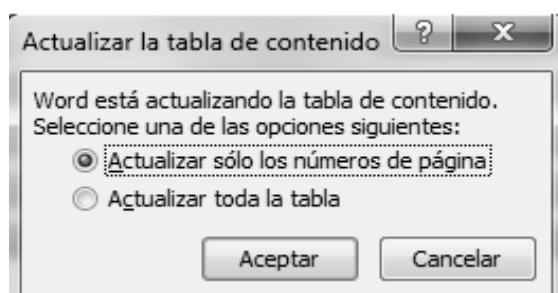 Actualizar la tabla de contenido
Word está actualizando la tabla de contenido.
Seleccione una de las opciones siguientes:
Actualizar sólo los números de página
Actualizar toda la tabla
Aceptar Cancelar